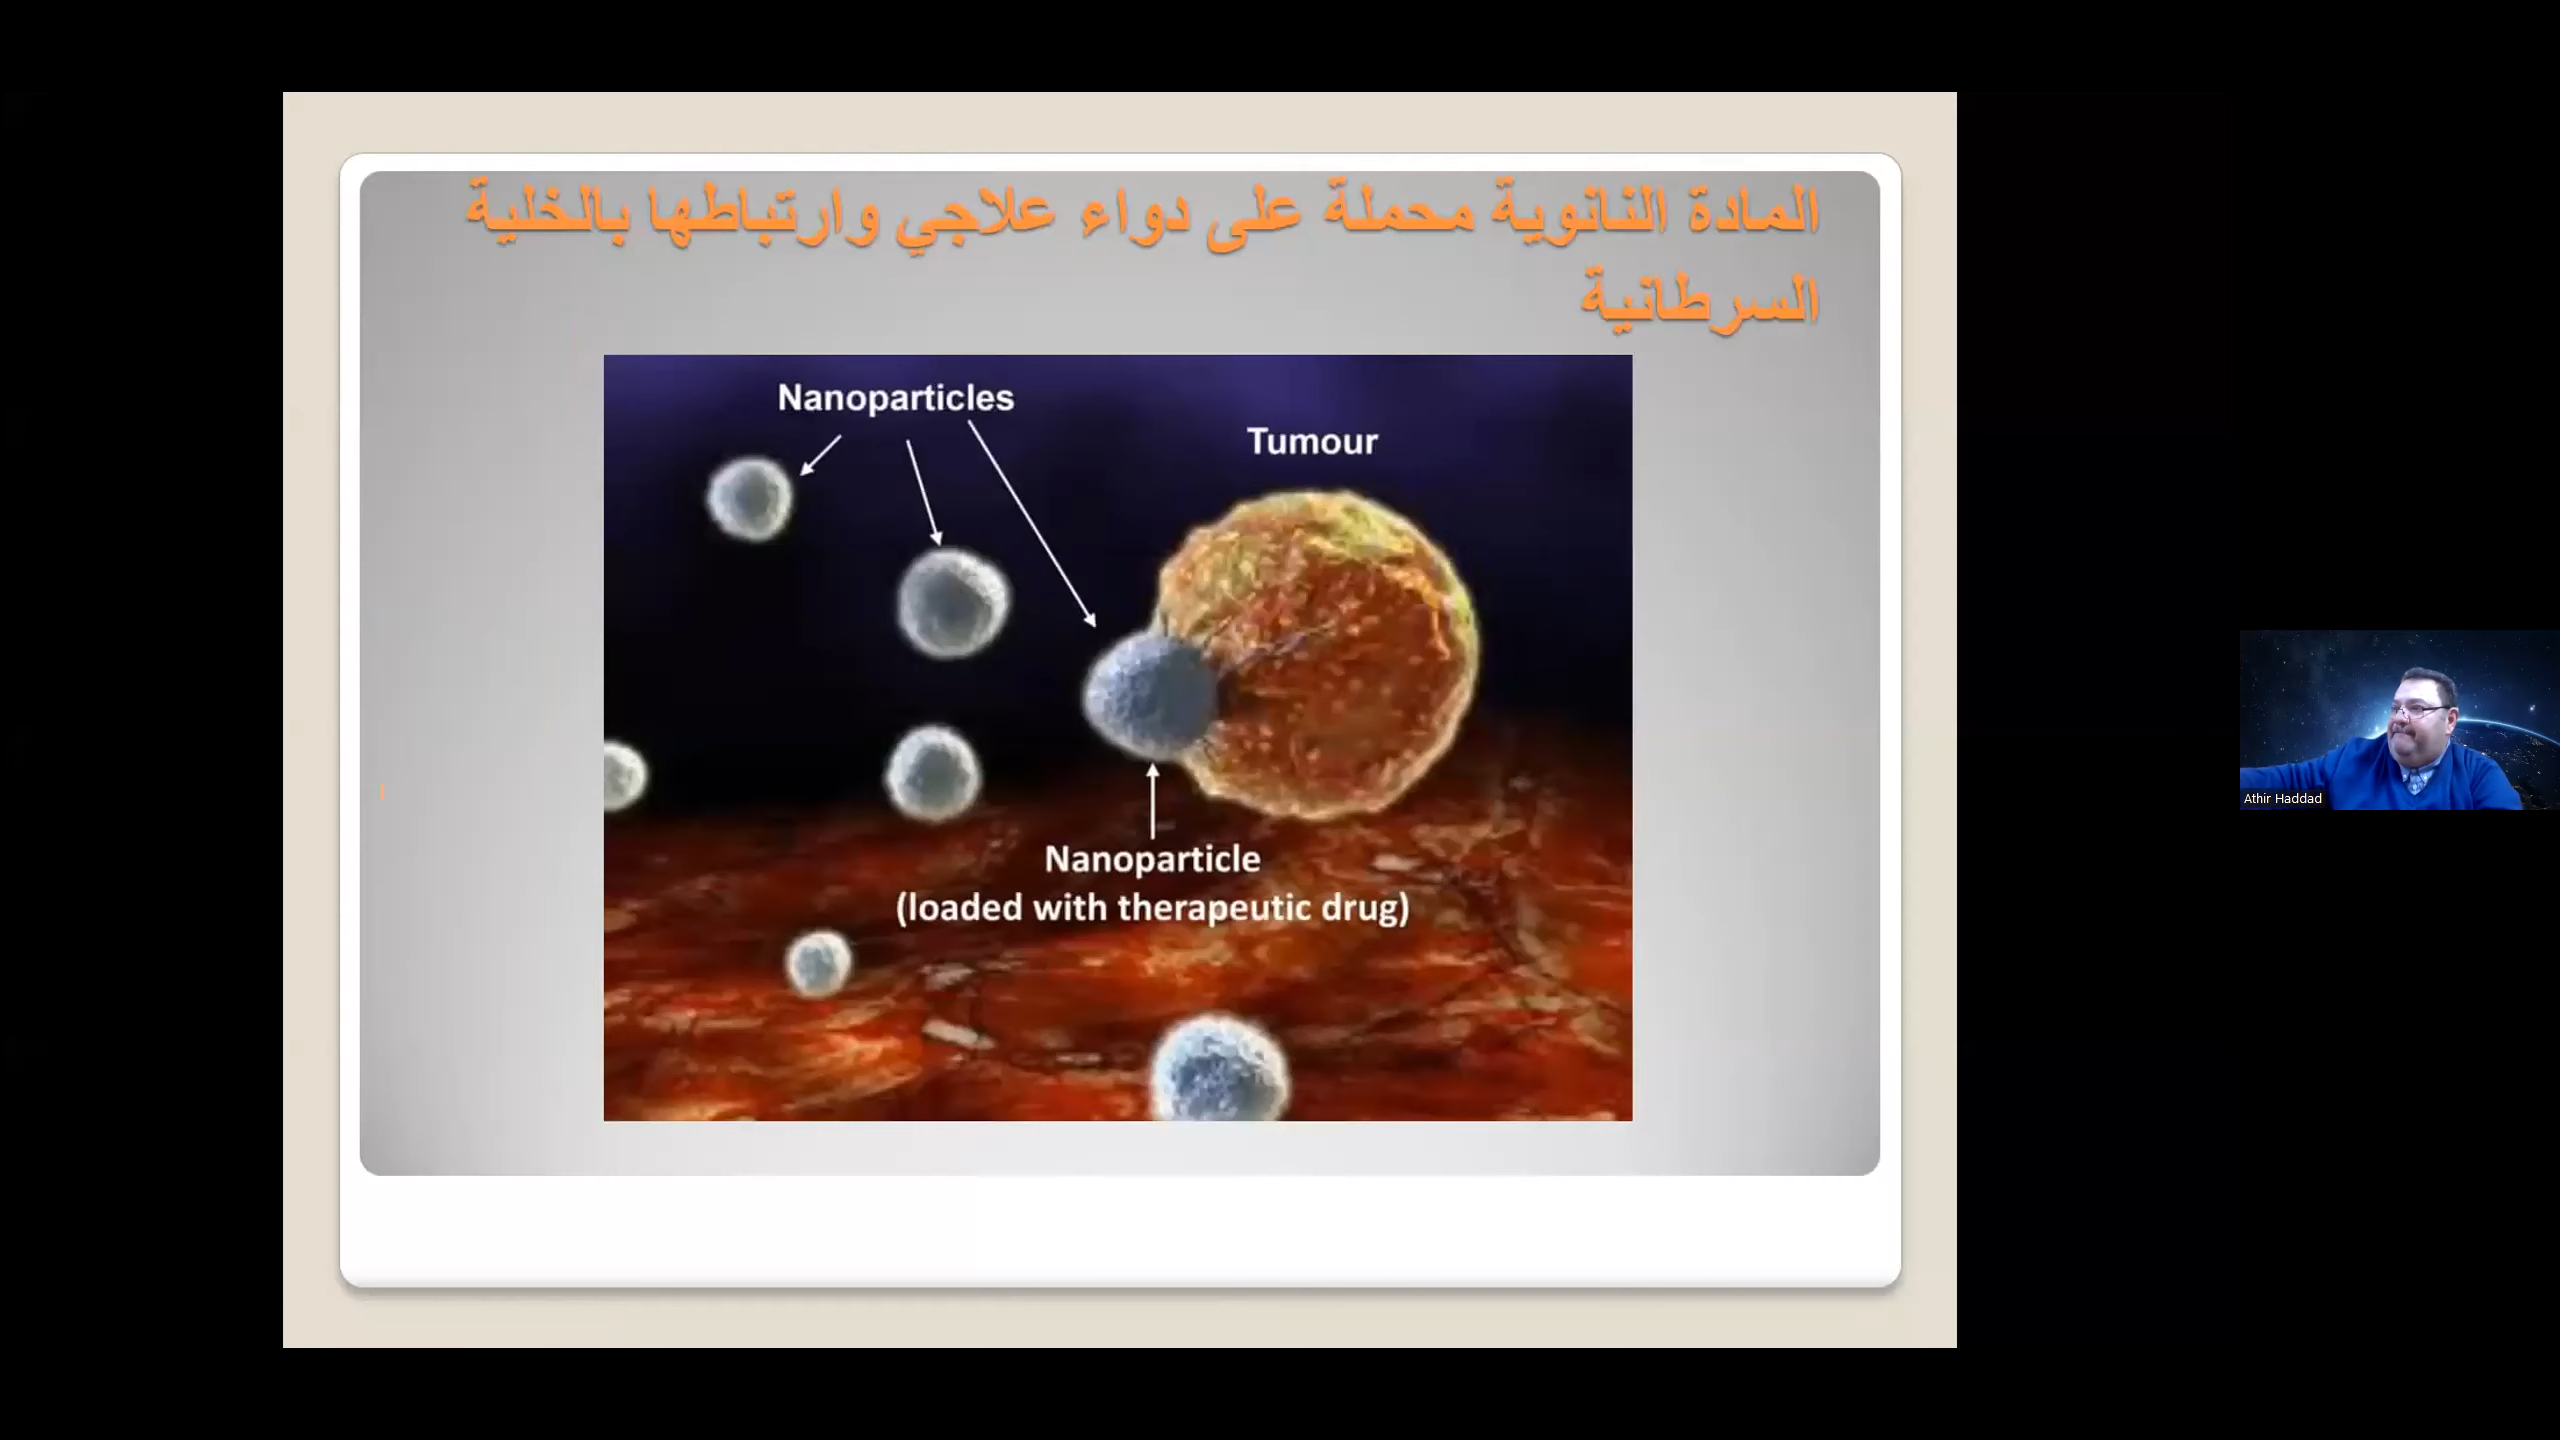 المادة النانوية محملة على دواء علاجي وارتباطها بالخلية
السرطانية
Nanoparticles
Tumour
Nanoparticle
(loaded with therapeutic drug)
Athir Haddad